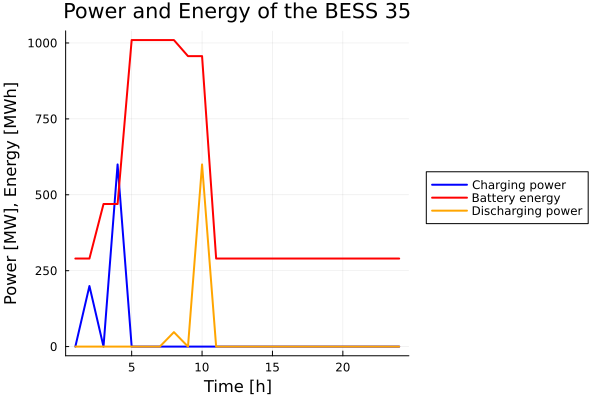 Power and Energy of the BESS 35
Power [MW], Energy [MWh]
1000
750
500
250
0
5
10
15
20
Time [h]
Charging power
Battery energy
Discharging power